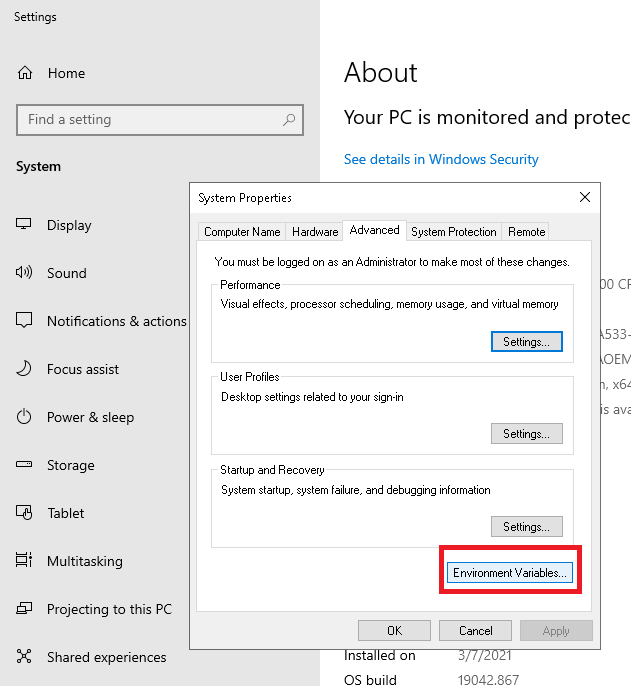 Settings
Home
Find a setting
System
Display
Sound
Notifications & actions
Focus assist
Power & sleep
Storage
Tablet
Multitasking
Projecting to this PC
Shared experiences
About
Your PC is monitored and protec
See details in Windows Security
System Properties
Computer Name Hardware Advanced System Protection Remote
You must be logged on as an Administrator to make most of these changes.
Performance
Visual effects, processor scheduling, memory usage, and virtual memory
Settings...
User Profiles
Desktop settings related to your sign-in
Settings...
Startup and Recovery
System startup, system failure, and debugging information
Settings...
Environment Variables...
OK Cancel Apply
00 CF
A533-
AOEM
n, x64
is ava
Installed on 3/7/2021
OS build 19042.867